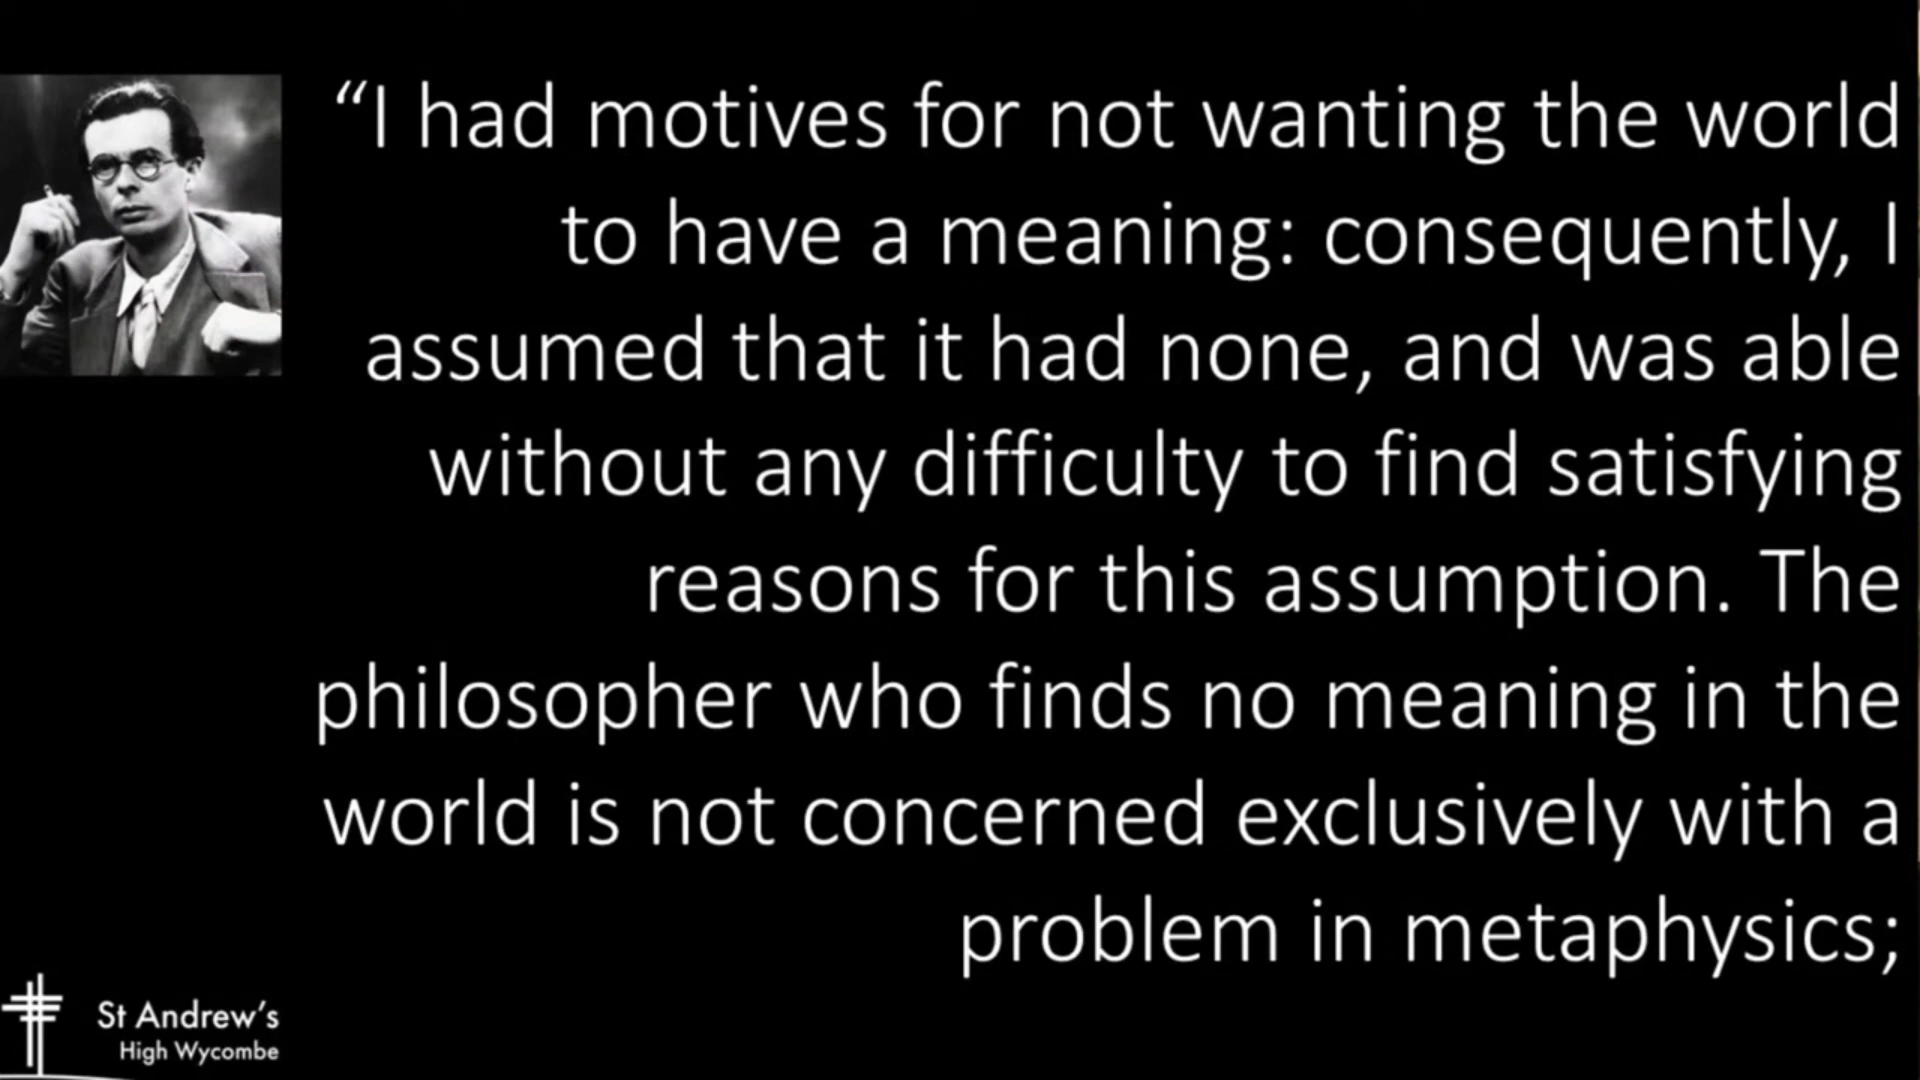 “I had motives for not wanting the world
to have a meaning: consequently, I
assumed that it had none, and was able
without any difficulty to find satisfying
reasons for this assumption. The
philosopher who finds no meaning in the
world is not concerned exclusively with a
problem in metaphysics;
St Andrew’s
High Wycombe